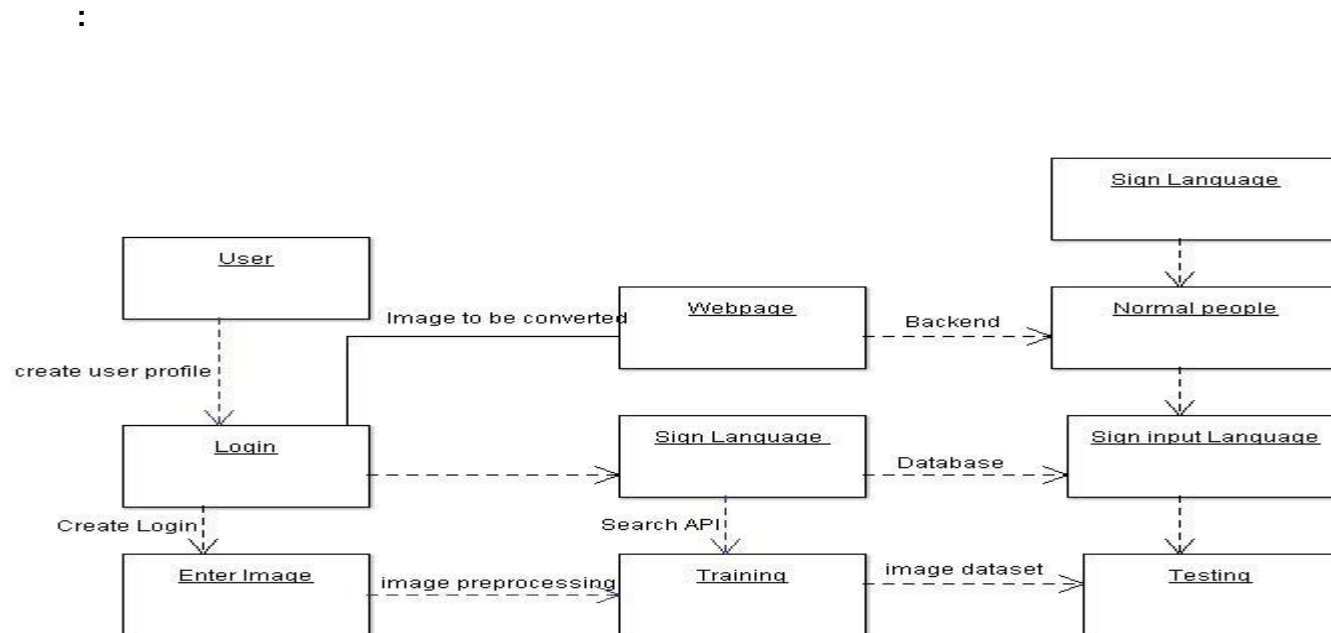 :
Sign Language
User
Image to be converted
Webpage
Backend
Normal people
create user profile
Login
Sign Language
Database
Sign input Language
Create Login
Search API
Enter Image
image preprocessing
Training
image dataset
Testing